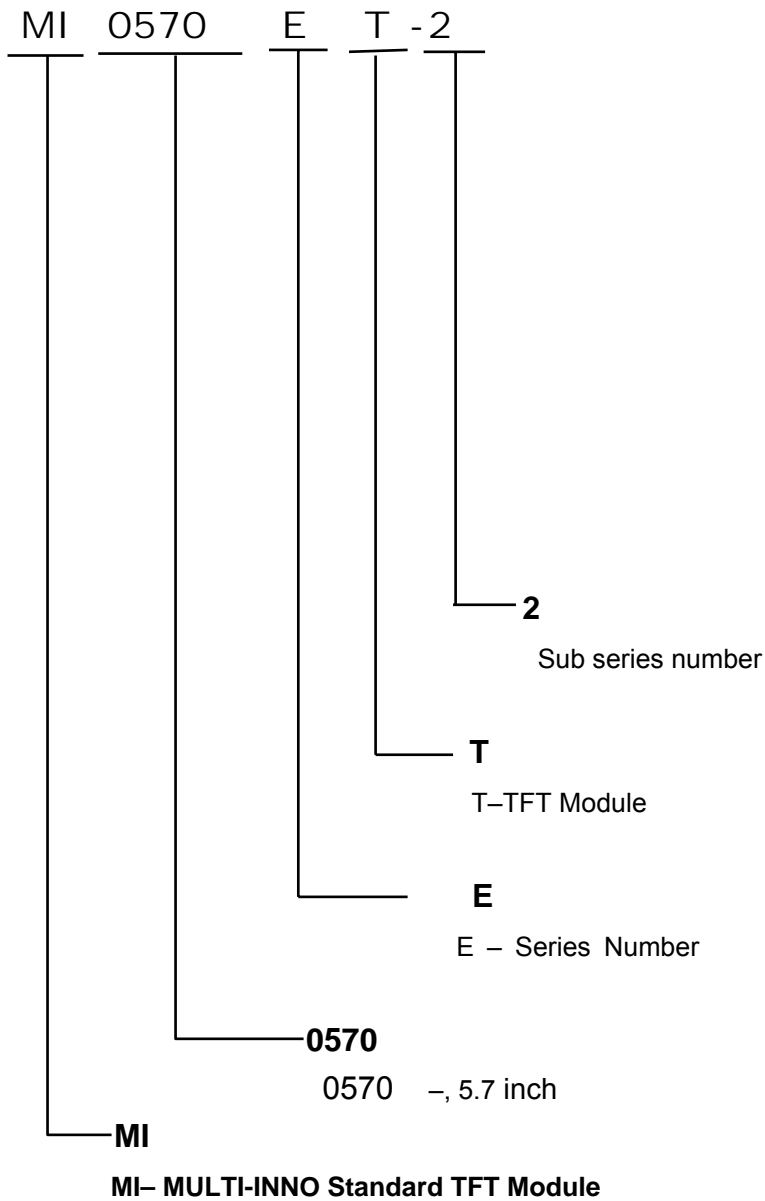 MI 0570 E T -2
2
Sub series number
T
T–TFT Module
E
E – Series Number
0570
0570 –, 5.7 inch
MI
MI– MULTI-INNO Standard TFT Module